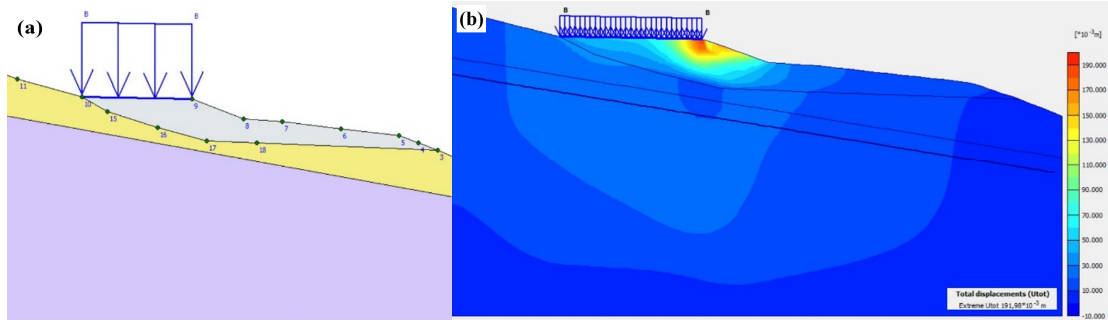 (a)
B
B
11
10
9
15
8
7
16
6
5
4
17
18
3
(b)
B
B
[*10⁻³m]
190.000
170.000
150.000
130.000
110.000
90.000
70.000
50.000
30.000
10.000
-10.000
Total displacements (Utot)
Extreme Utot 191,98*10⁻³ m